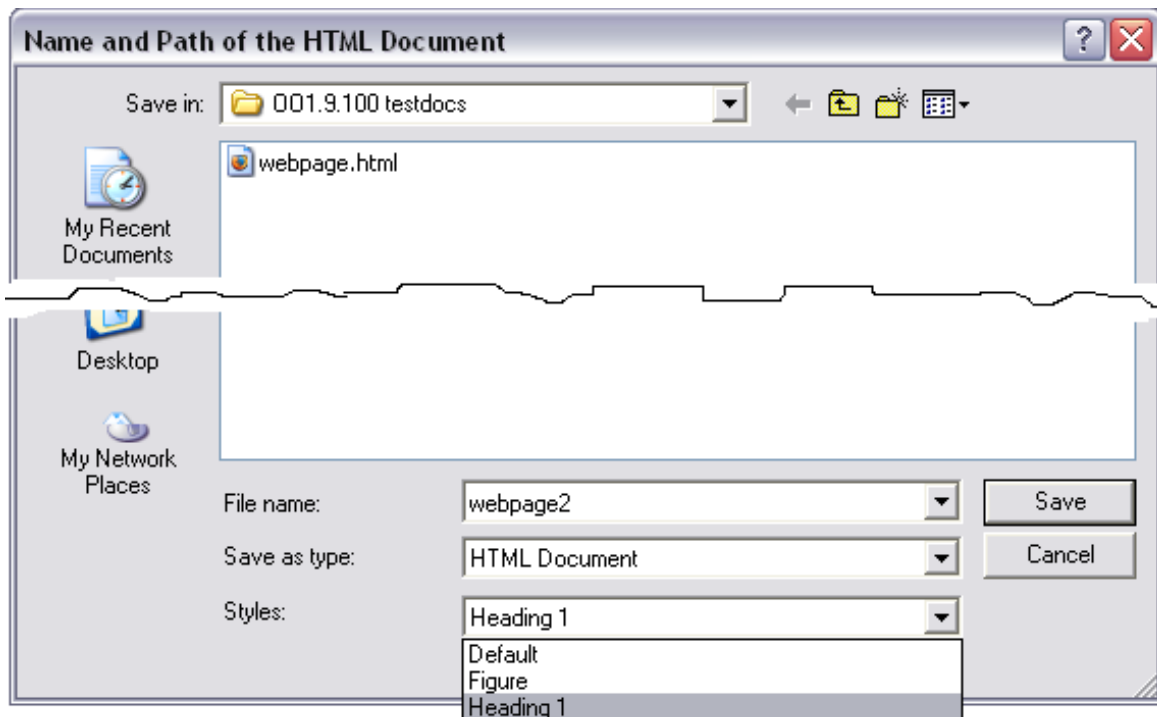 Name and Path of the HTML Document
Save in:
OO1.9.100 testdocs
webpage.html
My Recent
Documents
Desktop
My Network
Places
File name:
webpage2
Save
Save as type:
HTML Document
Cancel
Styles:
Heading 1
Default
Figure
Heading 1